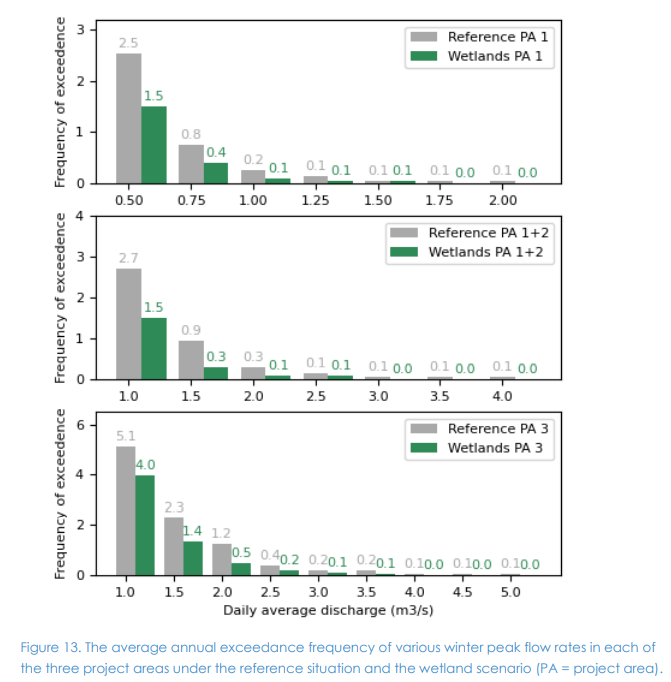 Frequency of exceedence
3
2
1
0
2.5 1.5 0.8 0.4 0.2 0.1 0.1 0.1 0.1 0.1 0.1 0.0 0.1 0.0
Reference PA 1
Wetlands PA 1
0.50 0.75 1.00 1.25 1.50 1.75 2.00
Frequency of exceedence
4
3
2
1
0
2.7 1.5 0.9 0.3 0.3 0.1 0.1 0.1 0.1 0.0 0.1 0.0 0.1 0.0
Reference PA 1+2
Wetlands PA 1+2
1.0 1.5 2.0 2.5 3.0 3.5 4.0
Frequency of exceedence
6
4
2
0
5.1 4.0 2.3 1.4 1.2 0.5 0.4 0.2 0.2 0.1 0.2 0.1 0.1 0.0 0.1 0.0 0.1 0.0
Reference PA 3
Wetlands PA 3
1.0 1.5 2.0 2.5 3.0 3.5 4.0 4.5 5.0
Daily average discharge (m3/s)
Figure 13. The average annual exceedance frequency of various winter peak flow rates in each of
the three project areas under the reference situation and the wetland scenario (PA = project area).